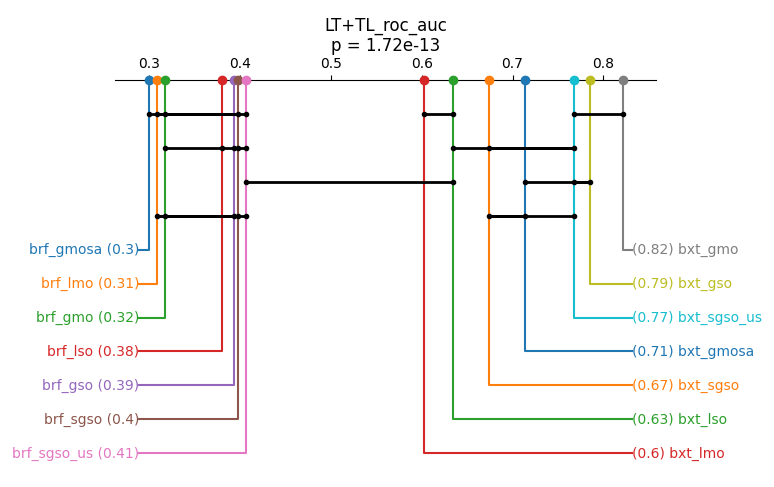 LT+TL_roc_auc
p = 1.72e-13
0.3 0.4 0.5 0.6 0.7 0.8
brf_gmosa (0.3) (0.82) bxt_gmo
brf_lmo (0.31) (0.79) bxt_gso
brf_gmo (0.32) (0.77) bxt_sgso_us
brf_lso (0.38) (0.71) bxt_gmosa
brf_gso (0.39) (0.67) bxt_sgso
brf_sgso (0.4) (0.63) bxt_lso
brf_sgso_us (0.41) (0.6) bxt_lmo